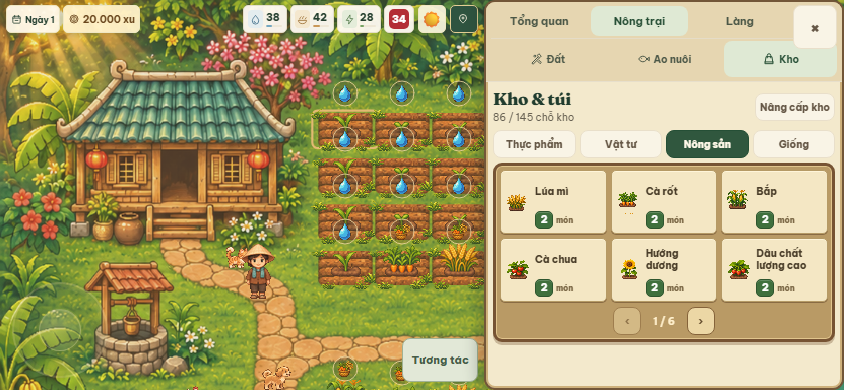 Ngày 1
20.000 xu
38
42
28
34
Tương tác
Tổng quan
Nông trại
Làng
×
Đất
Ao nuôi
Kho
Kho & túi
86 / 145 chỗ kho
Nâng cấp kho
Thực phẩm
Vật tư
Nông sản
Giống
Lúa mì
2 món
Cà rốt
2 món
Bắp
2 món
Cà chua
2 món
Hướng
dương
2 món
Dâu chất
lượng cao
2 món
‹
1 / 6
›